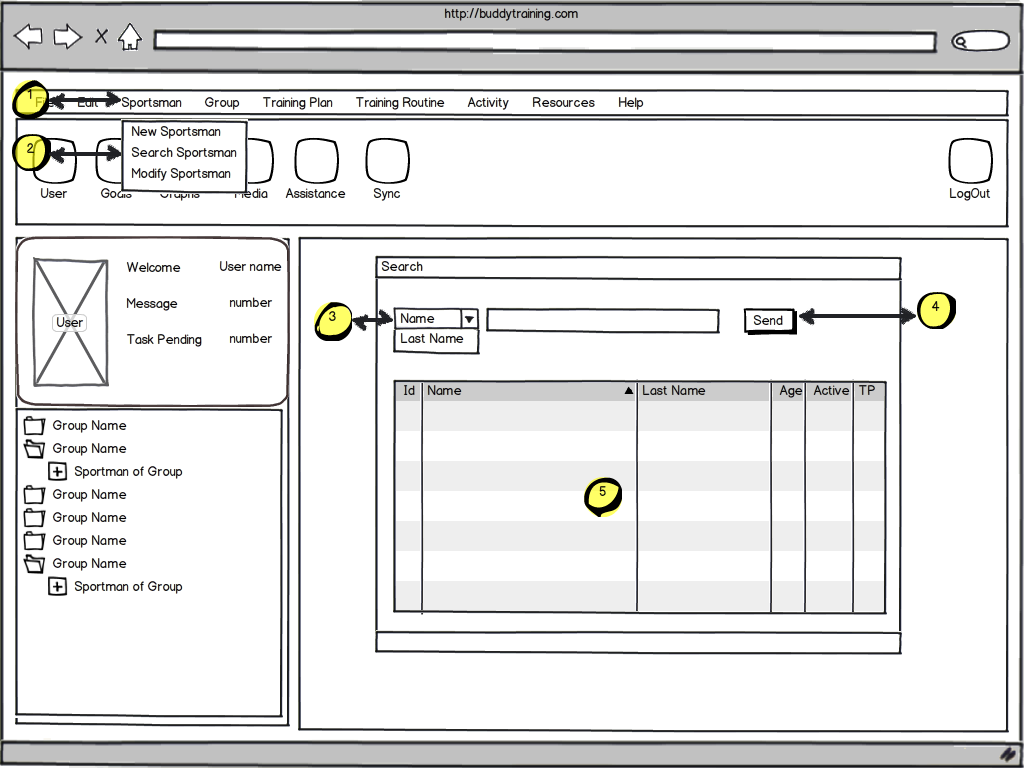 http://buddytraining.com
1 File Edit Sportsman Group Training Plan Training Routine Activity Resources Help
New Sportsman
2 Search Sportsman
Modify Sportsman
User Goals Graphs Media Assistance Sync LogOut
Welcome User name
Message number
User
Task Pending number
Search
3 Name Send 4
Last Name
Id Name Last Name Age Active TP
5
Group Name
Group Name
Sportman of Group
Group Name
Group Name
Group Name
Group Name
Sportman of Group